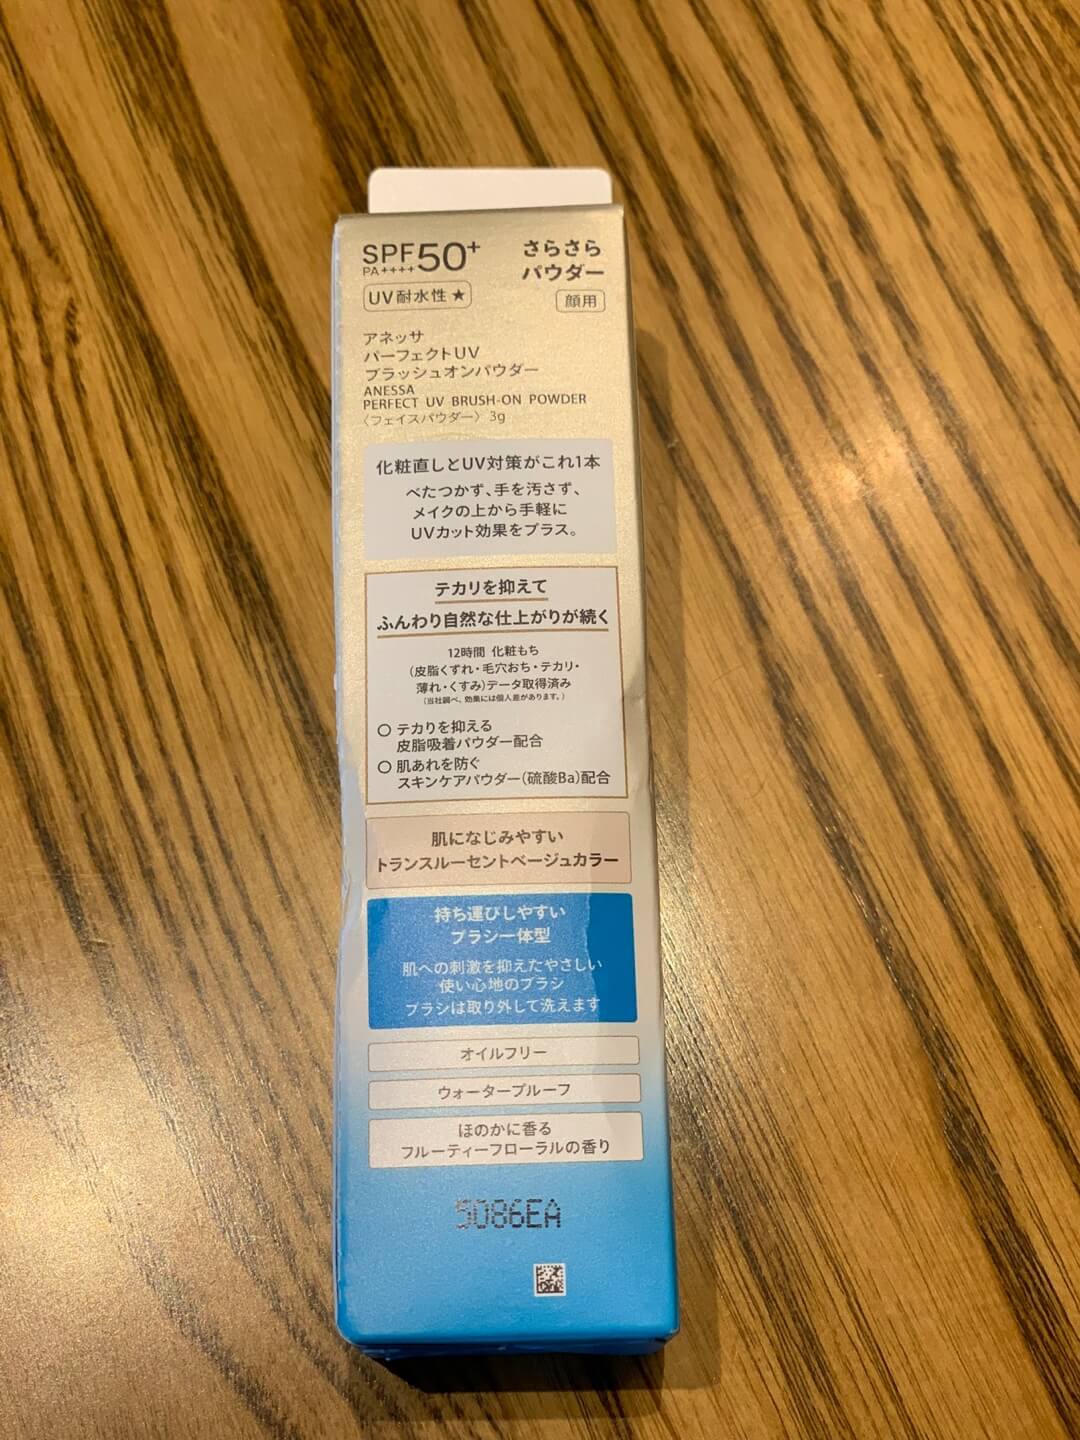 SPF50+
PA++++
UV耐水性★
さらさら
パウダー
顔用
アネッサ
パーフェクトUV
ブラッシュオンパウダー
ANESSA
PERFECT UV BRUSH-ON POWDER
〈フェイスパウダー〉 3g
化粧直しとUV対策がこれ1本
べたつかず、手を汚さず、
メイクの上から手軽に
UVカット効果をプラス。
テカリを抑えて
ふんわり自然な仕上がりが続く
12時間 化粧もち
(皮脂くずれ・毛穴おち・テカリ・
薄れ・くすみ)データ取得済み
(当社調べ。効果には個人差があります。)
○ テカリを抑える
皮脂吸着パウダー配合
○ 肌あれを防ぐ
スキンケアパウダー(硫酸Ba)配合
肌になじみやすい
トランスルーセントベージュカラー
持ち運びしやすい
ブラシ一体型
肌への刺激を抑えたやさしい
使い心地のブラシ
ブラシは取り外して洗えます
オイルフリー
ウォータープルーフ
ほのかに香る
フルーティーフローラルの香り
5086EA